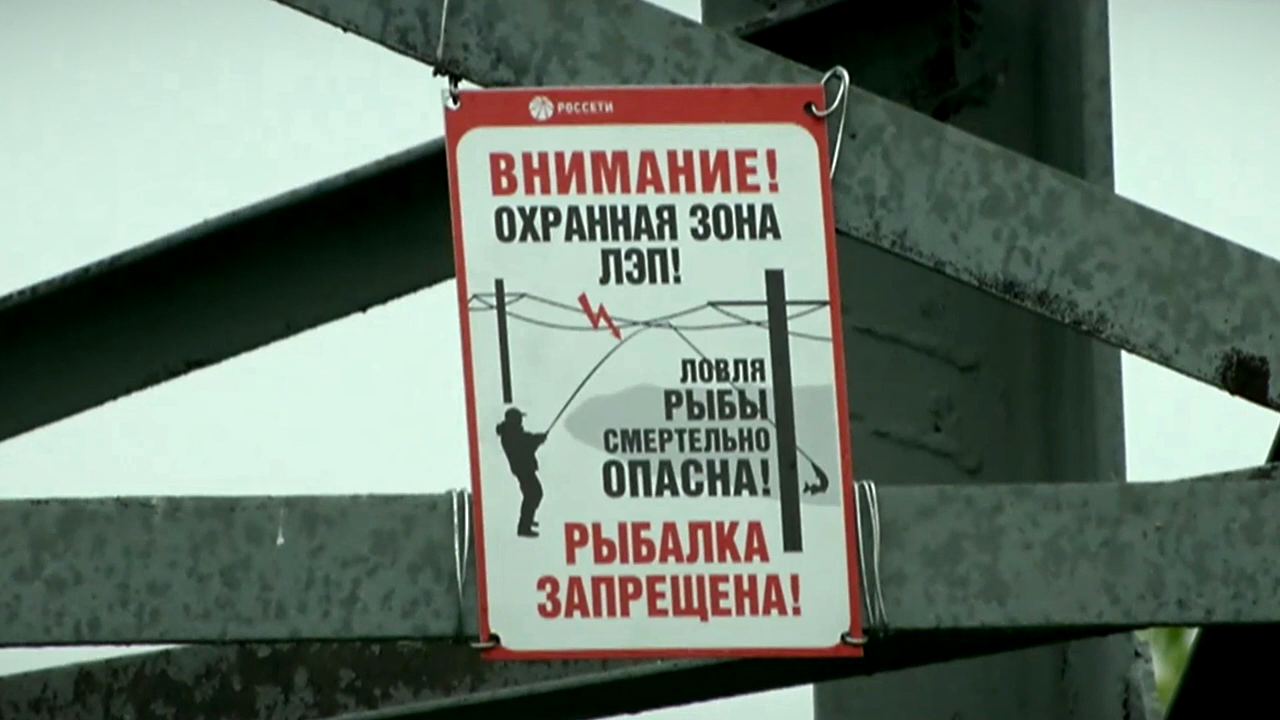 РОССЕТИ
ВНИМАНИЕ!
ОХРАННАЯ ЗОНА
ЛЭП!
ЛОВЛЯ
РЫБЫ
СМЕРТЕЛЬНО
ОПАСНА!
РЫБАЛКА
ЗАПРЕЩЕНА!